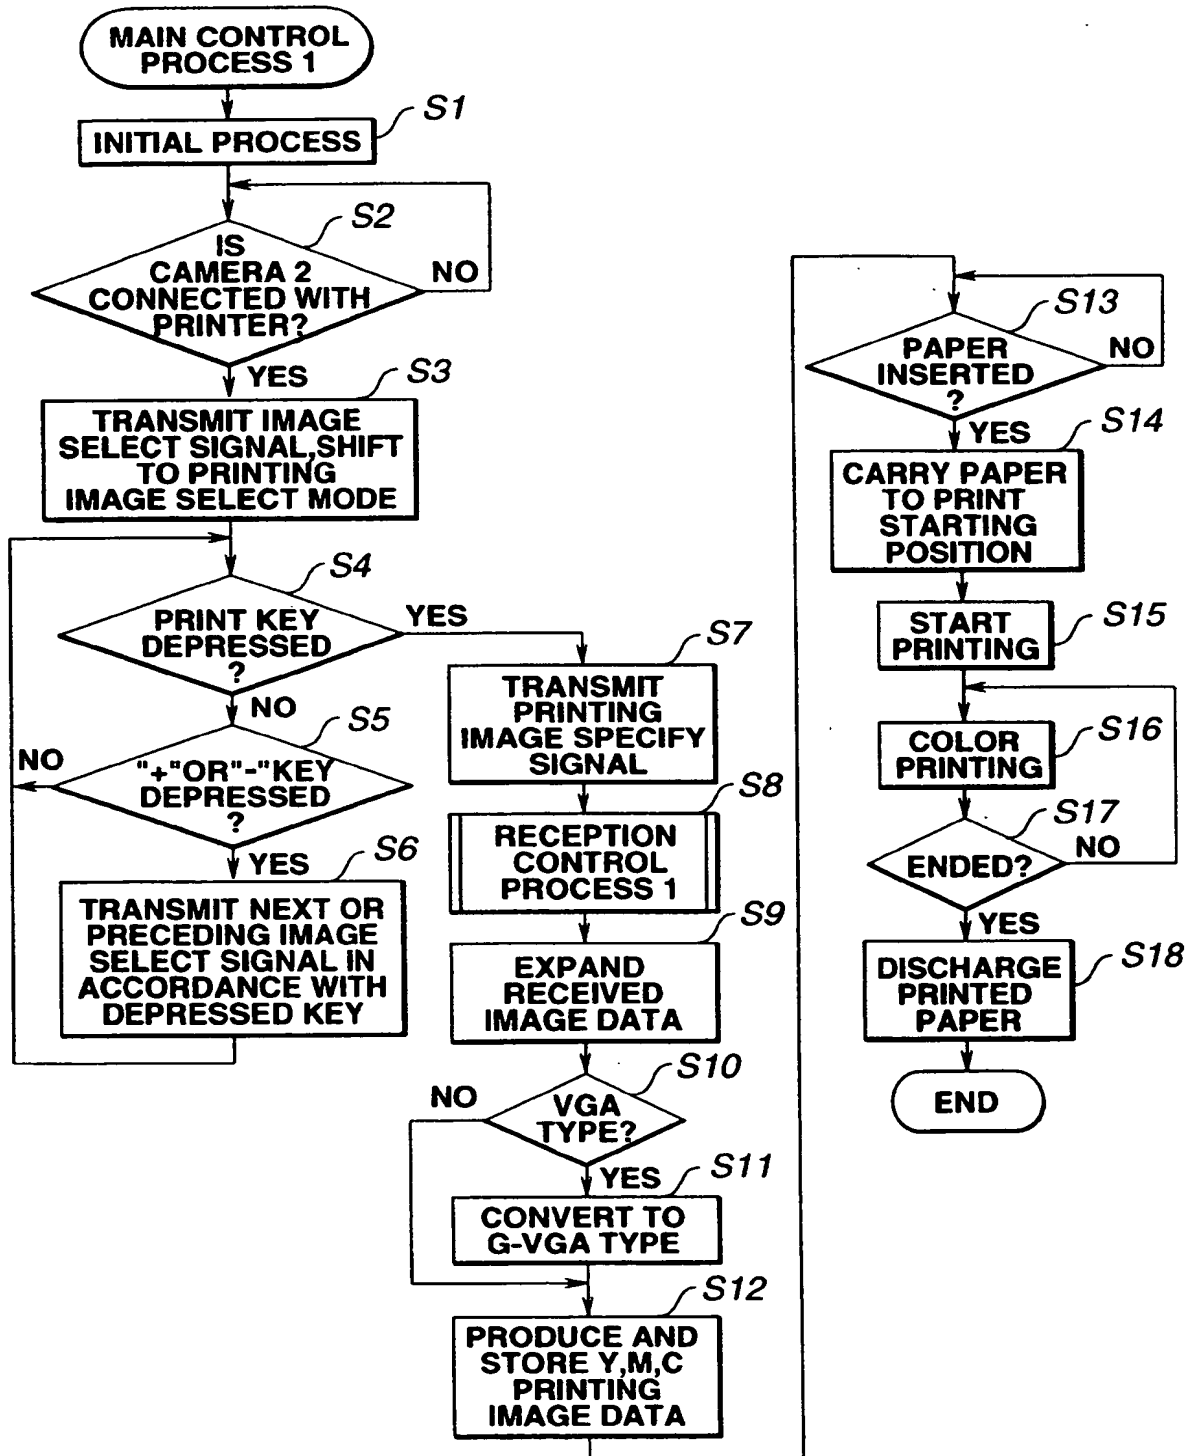 MAIN CONTROL
PROCESS 1
S1
INITIAL PROCESS
S2
IS
CAMERA 2
CONNECTED WITH
PRINTER?
NO
YES
S3
TRANSMIT IMAGE
SELECT SIGNAL,SHIFT
TO PRINTING
IMAGE SELECT MODE
S4
PRINT KEY
DEPRESSED
?
YES
NO
S5
"+"OR"-"KEY
DEPRESSED
?
NO
YES
S6
TRANSMIT NEXT OR
PRECEDING IMAGE
SELECT SIGNAL IN
ACCORDANCE WITH
DEPRESSED KEY
S7
TRANSMIT
PRINTING
IMAGE SPECIFY
SIGNAL
S8
RECEPTION
CONTROL
PROCESS 1
S9
EXPAND
RECEIVED
IMAGE DATA
S10
NO
VGA
TYPE?
YES
S11
CONVERT TO
G-VGA TYPE
S12
PRODUCE AND
STORE Y,M,C
PRINTING
IMAGE DATA
S13
PAPER
INSERTED
?
NO
YES
S14
CARRY PAPER
TO PRINT
STARTING
POSITION
S15
START
PRINTING
S16
COLOR
PRINTING
S17
ENDED?
NO
YES
S18
DISCHARGE
PRINTED
PAPER
END